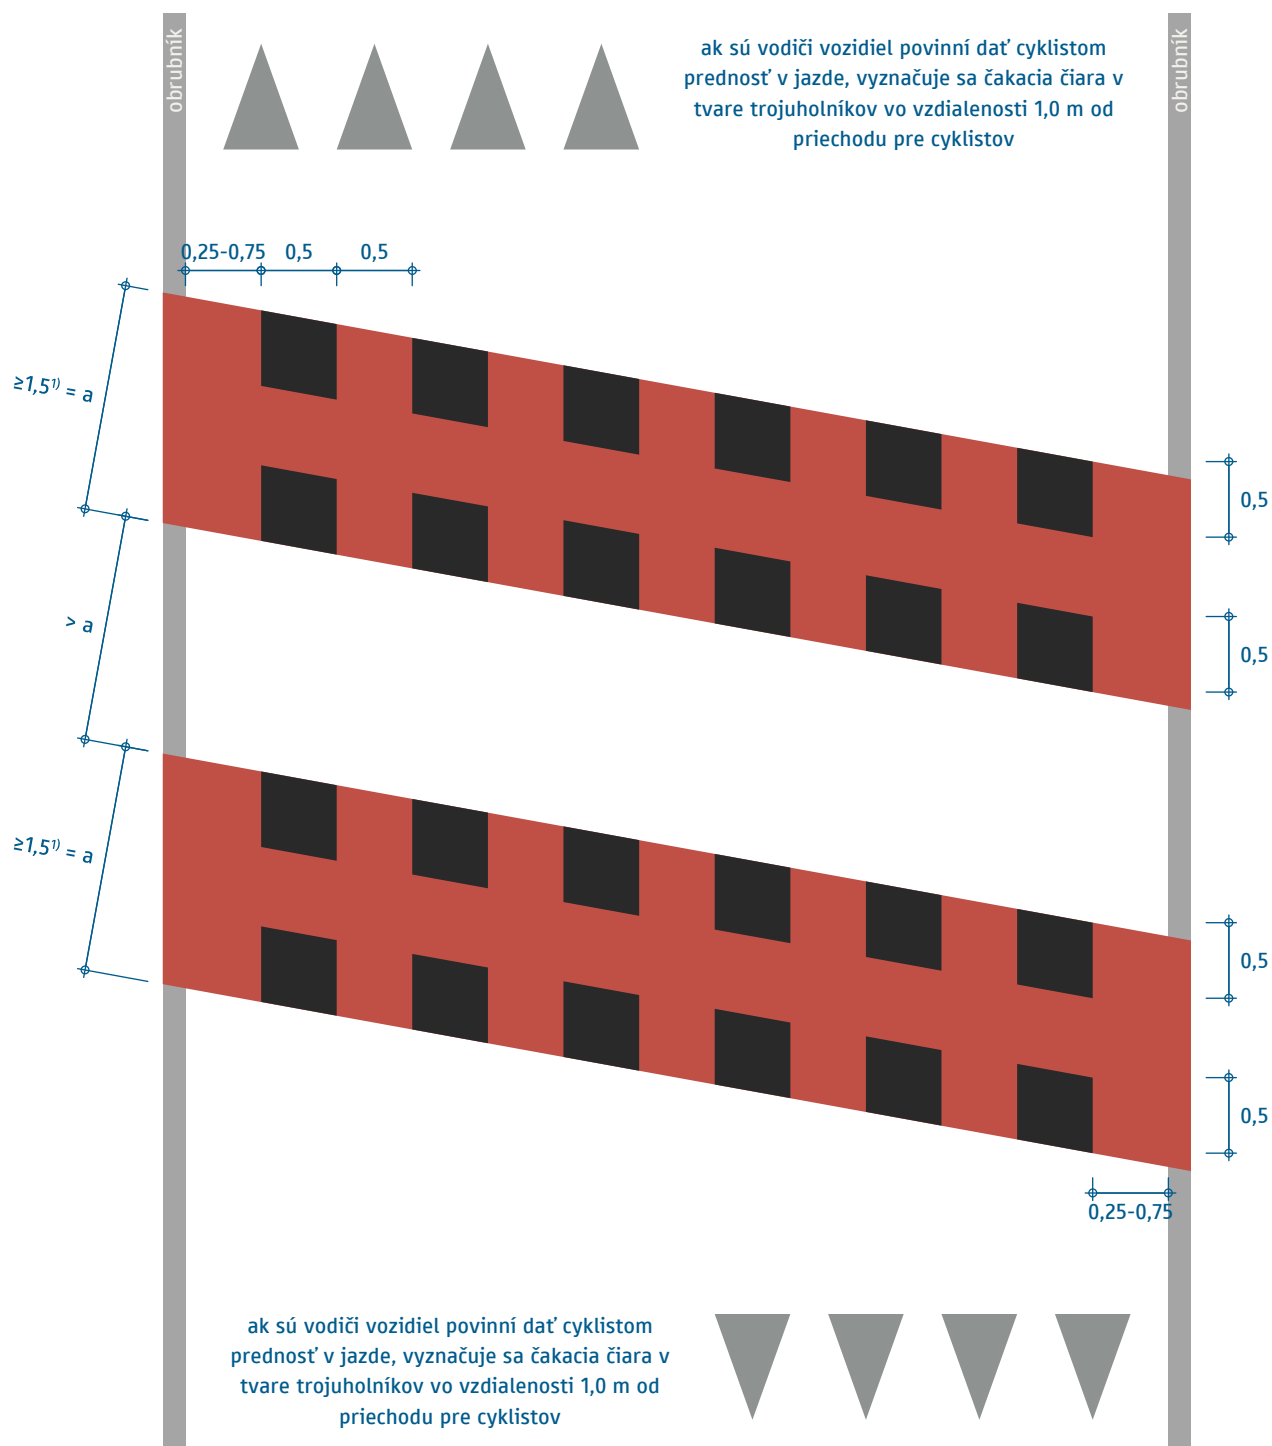 obrubník
ak sú vodiči vozidiel povinní dať cyklistom
prednosť v jazde, vyznačuje sa čakacia čiara v
tvare trojuholníkov vo vzdialenosti 1,0 m od
priechodu pre cyklistov
obrubník
0,25-0,75
0,5
0,5
≥1,5¹⁾ = a
0,5
> a
0,5
≥1,5¹⁾ = a
0,5
0,5
0,25-0,75
ak sú vodiči vozidiel povinní dať cyklistom
prednosť v jazde, vyznačuje sa čakacia čiara v
tvare trojuholníkov vo vzdialenosti 1,0 m od
priechodu pre cyklistov